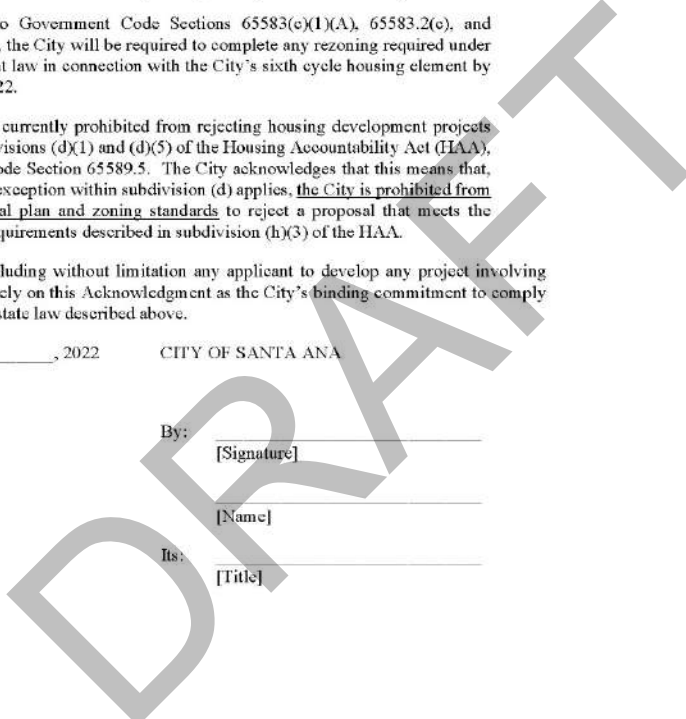 o Government Code Sections 65583(c)(1)(A), 65583.2(c), and
, the City will be required to complete any rezoning required under
t law in connection with the City's sixth cycle housing element by
22.
currently prohibited from rejecting housing development projects
visions (d)(1) and (d)(5) of the Housing Accountability Act (HAA),
ode Section 65589.5. The City acknowledges that this means that,
exception within subdivision (d) applies, the City is prohibited from
al plan and zoning standards to reject a proposal that meets the
quirements described in subdivision (h)(3) of the HAA.
luding without limitation any applicant to develop any project involving
ely on this Acknowledgment as the City's binding commitment to comply
state law described above.
, 2022 CITY OF SANTA ANA
By:
[Signature]
[Name]
Its:
[Title]
DRAFT